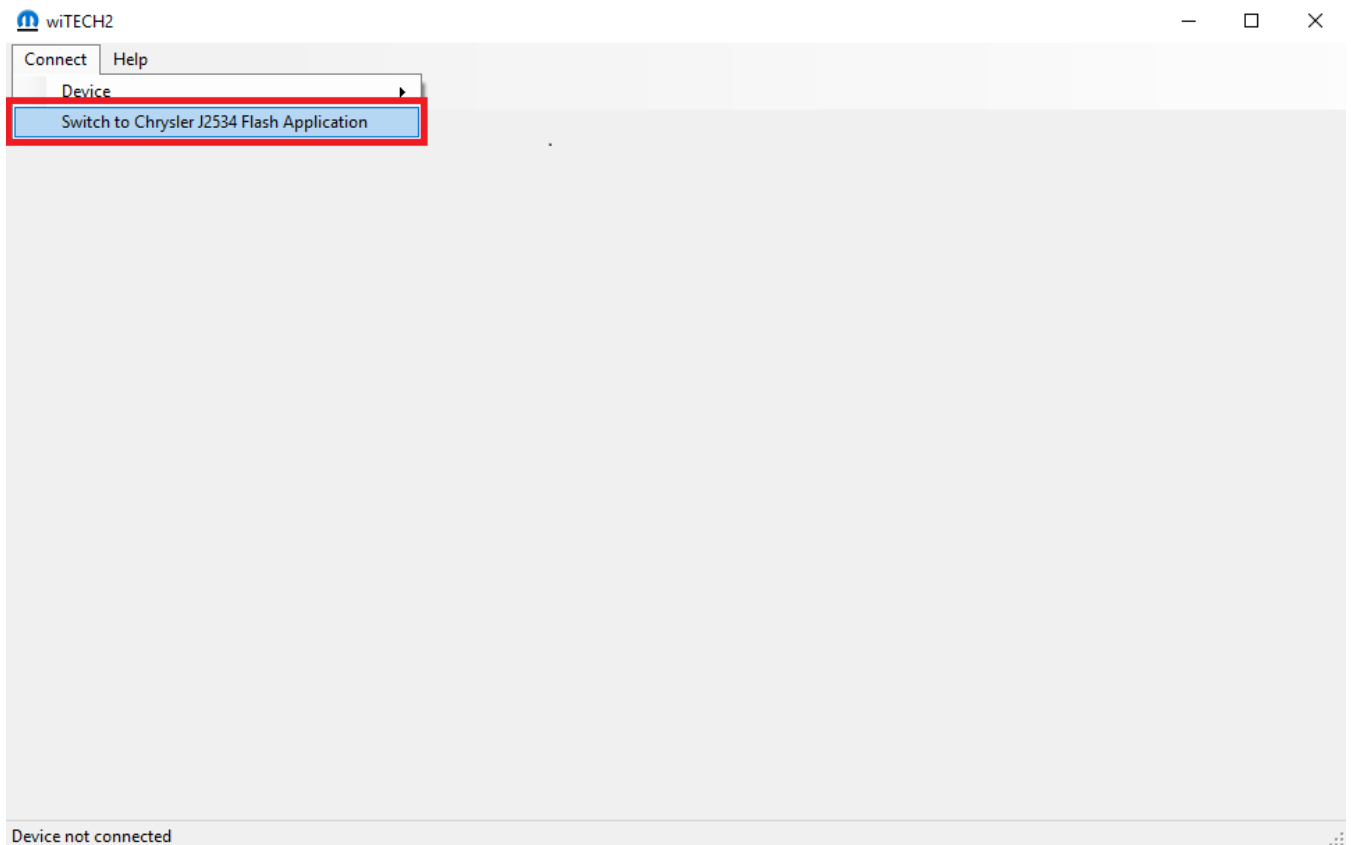 wiTECH2
Connect Help
Device
Switch to Chrysler J2534 Flash Application
Device not connected